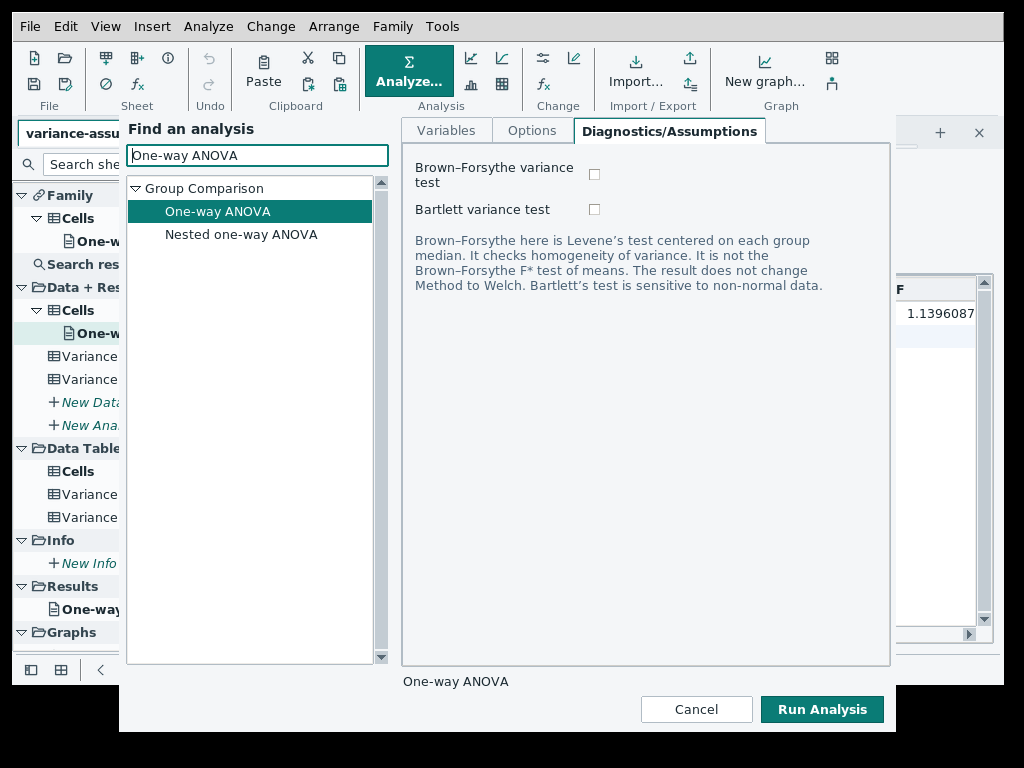 File Edit View Insert Analyze Change Arrange Family Tools
Paste
Analyze...
Import...
New graph...
File Sheet Undo Clipboard Analysis Change Import / Export Graph
variance-assu
Search she
Family
Cells
One-w
Search res
Data + Res
Cells
One-w
Variance
Variance
New Data
New Ana
Data Table
Cells
Variance
Variance
Info
New Info
Results
One-way
Graphs
Find an analysis
One-way ANOVA
Group Comparison
One-way ANOVA
Nested one-way ANOVA
Variables Options Diagnostics/Assumptions
Brown–Forsythe variance
test
Bartlett variance test
Brown–Forsythe here is Levene’s test centered on each group
median. It checks homogeneity of variance. It is not the
Brown–Forsythe F* test of means. The result does not change
Method to Welch. Bartlett’s test is sensitive to non-normal data.
One-way ANOVA
Cancel Run Analysis
F
1.1396087